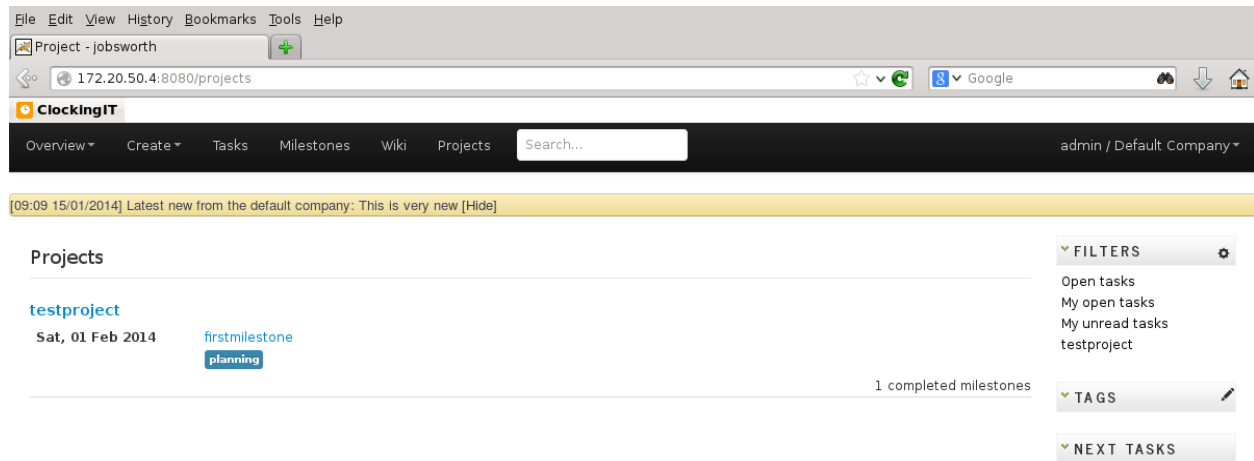 File Edit View History Bookmarks Tools Help
Project - jobsworth
172.20.50.4:8080/projects
Google
ClockingIT
Overview Create Tasks Milestones Wiki Projects Search... admin / Default Company
[09:09 15/01/2014] Latest new from the default company: This is very new [Hide]
Projects
testproject
Sat, 01 Feb 2014 firstmilestone
planning
1 completed milestones
FILTERS
Open tasks
My open tasks
My unread tasks
testproject
TAGS
NEXT TASKS